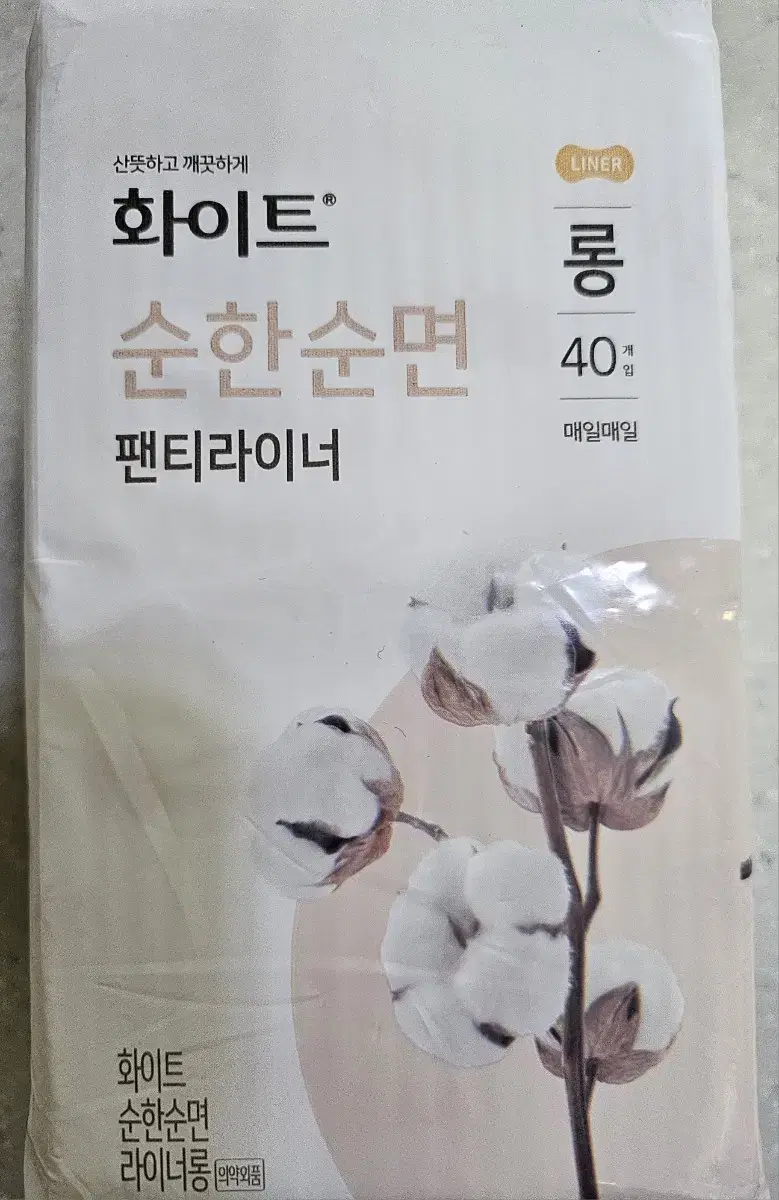 산뜻하고 깨끗하게
화이트®
순한순면
팬티라이너
LINER
롱
40개입
매일매일
화이트
순한순면
라이너롱 의약외품